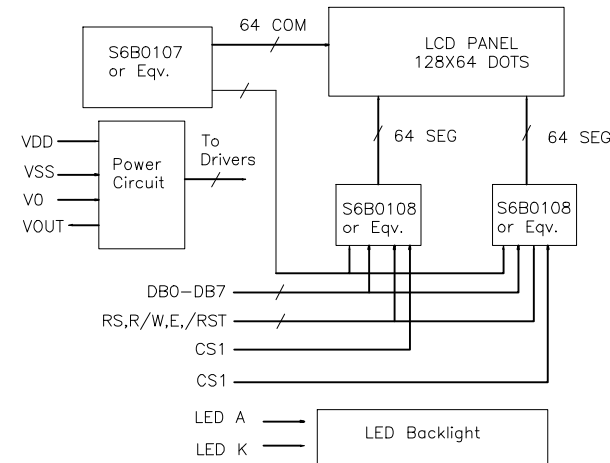 64 COM
S6B0107
or Eqv.
LCD PANEL
128X64 DOTS
VDD
VSS
V0
VOUT
Power
Circuit
To
Drivers
64 SEG
64 SEG
S6B0108
or Eqv.
S6B0108
or Eqv.
DB0-DB7
RS,R/W,E,/RST
CS1
CS1
LED A
LED K
LED Backlight